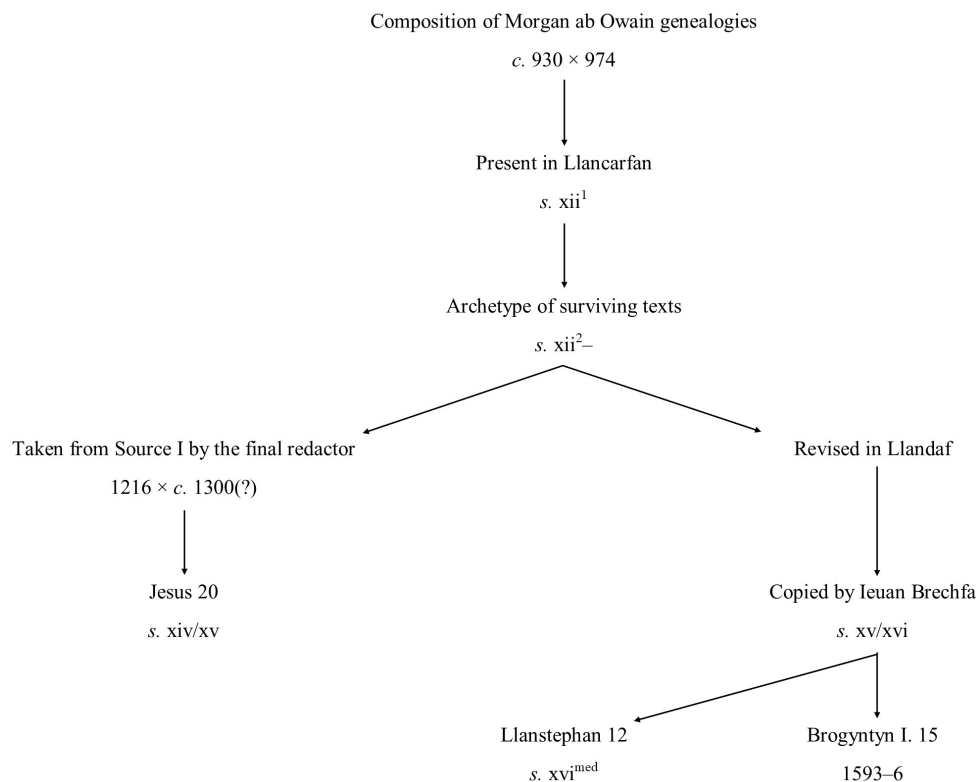 Composition of Morgan ab Owain genealogies
c. 930 × 974
Present in Llancarfan
s. xii¹
Archetype of surviving texts
s. xii²–
Taken from Source I by the final redactor
1216 × c. 1300(?)
Revised in Llandaf
Jesus 20
s. xiv/xv
Copied by Ieuan Brechfa
s. xv/xvi
Llanstephan 12
s. xviᵐᵉᵈ
Brogyntyn I. 15
1593–6